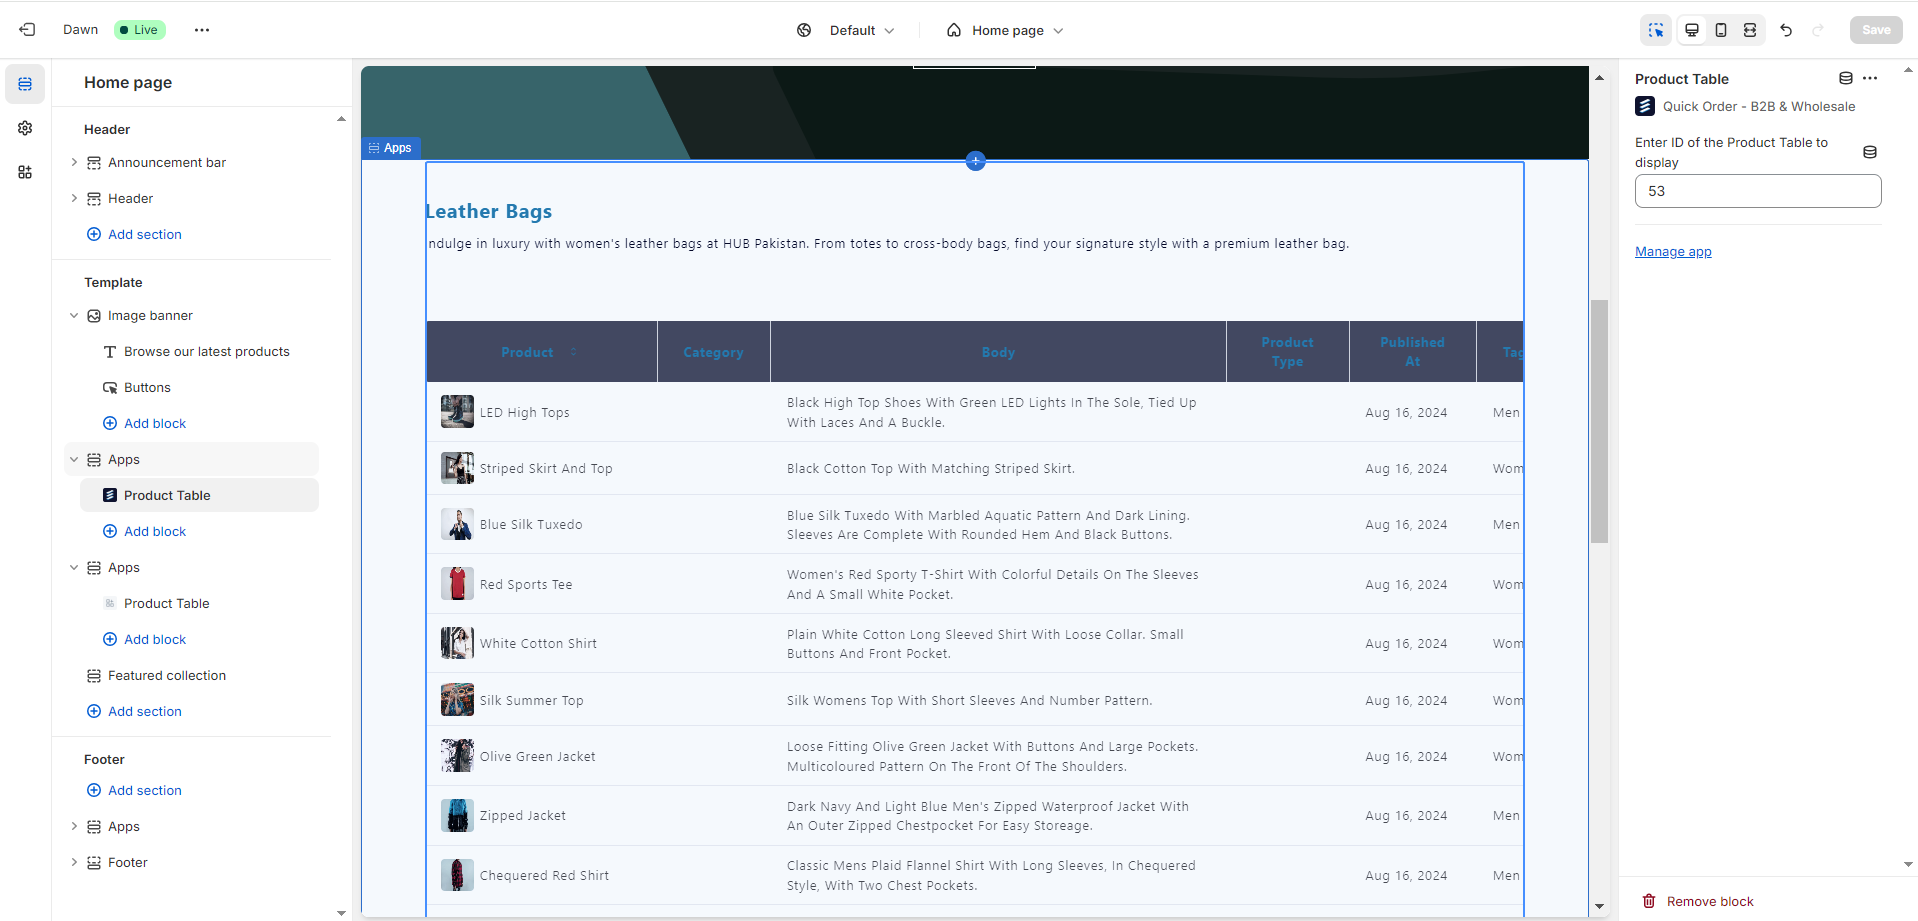 Dawn
Live
Default
Home page
Save
Home page
Header
Announcement bar
Header
Add section
Template
Image banner
Browse our latest products
Buttons
Add block
Apps
Product Table
Add block
Apps
Product Table
Add block
Featured collection
Add section
Footer
Add section
Apps
Footer
Apps
Leather Bags
ndulge in luxury with women's leather bags at HUB Pakistan. From totes to cross-body bags, find your signature style with a premium leather bag.
Product Category Body Product Type Published At Tag
LED High Tops
Black High Top Shoes With Green LED Lights In The Sole, Tied Up
With Laces And A Buckle.
Aug 16, 2024
Men
Striped Skirt And Top
Black Cotton Top With Matching Striped Skirt.
Aug 16, 2024
Wom
Blue Silk Tuxedo
Blue Silk Tuxedo With Marbled Aquatic Pattern And Dark Lining.
Sleeves Are Complete With Rounded Hem And Black Buttons.
Aug 16, 2024
Men
Red Sports Tee
Women's Red Sporty T-Shirt With Colorful Details On The Sleeves
And A Small White Pocket.
Aug 16, 2024
Wom
White Cotton Shirt
Plain White Cotton Long Sleeved Shirt With Loose Collar. Small
Buttons And Front Pocket.
Aug 16, 2024
Wom
Silk Summer Top
Silk Womens Top With Short Sleeves And Number Pattern.
Aug 16, 2024
Wom
Olive Green Jacket
Loose Fitting Olive Green Jacket With Buttons And Large Pockets.
Multicoloured Pattern On The Front Of The Shoulders.
Aug 16, 2024
Wom
Zipped Jacket
Dark Navy And Light Blue Men's Zipped Waterproof Jacket With
An Outer Zipped Chestpocket For Easy Storeage.
Aug 16, 2024
Men
Chequered Red Shirt
Classic Mens Plaid Flannel Shirt With Long Sleeves, In Chequered
Style, With Two Chest Pockets.
Aug 16, 2024
Men
Product Table
Quick Order - B2B & Wholesale
Enter ID of the Product Table to
display
53
Manage app
Remove block